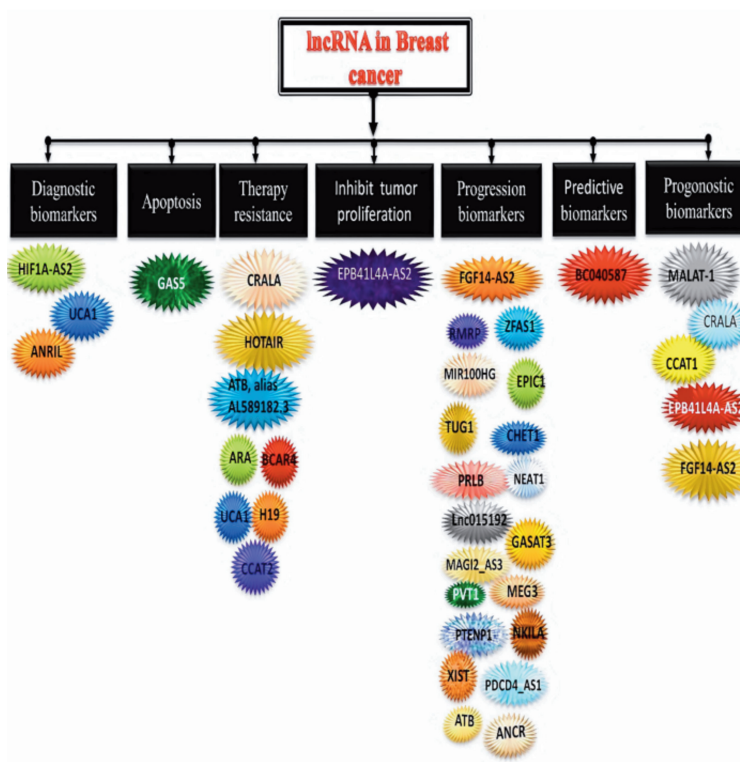 lncRNA in Breast
cancer
Diagnostic
biomarkers
Apoptosis
Therapy
resistance
Inhibit tumor
proliferation
Progression
biomarkers
Predictive
biomarkers
Progonostic
biomarkers
HIF1A-AS2
UCA1
ANRIL
GAS5
CRALA
HOTAIR
ATB, alias
AL589182.3
ARA
BCAR4
UCA1
H19
CCAT2
EPB41L4A-AS2
FGF14-AS2
RMRP
ZFAS1
MIR100HG
EPIC1
TUG1
CHET1
PRLB
NEAT1
Lnc015192
GASAT3
MAGI2_AS3
PVT1
MEG3
PTENP1
NKILA
XIST
PDCD4_AS1
ATB
ANCR
BC040587
MALAT-1
CRALA
CCAT1
EPB41L4A-AS2
FGF14-AS2